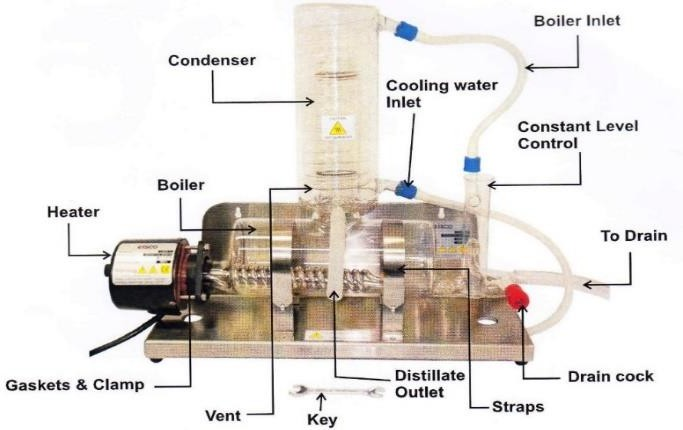 Boiler Inlet
Condenser
Cooling water
Inlet
Constant Level
Control
Boiler
Heater
To Drain
Gaskets & Clamp
Vent
Key
Distillate
Outlet
Straps
Drain cock